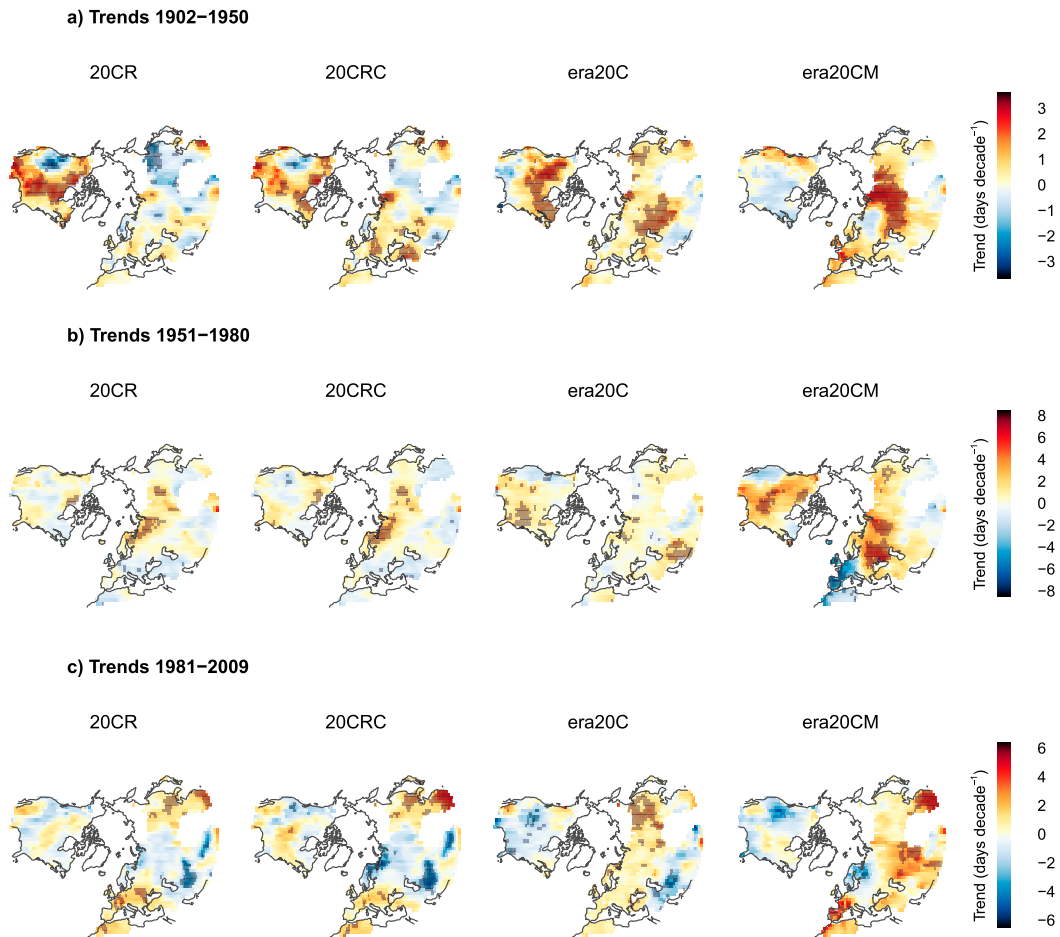 a) Trends 1902−1950
20CR 20CRC era20C era20CM
Trend (days decade⁻¹)
3
2
1
0
−1
−2
−3
b) Trends 1951−1980
20CR 20CRC era20C era20CM
Trend (days decade⁻¹)
8
6
4
2
0
−2
−4
−6
−8
c) Trends 1981−2009
20CR 20CRC era20C era20CM
Trend (days decade⁻¹)
6
4
2
0
−2
−4
−6